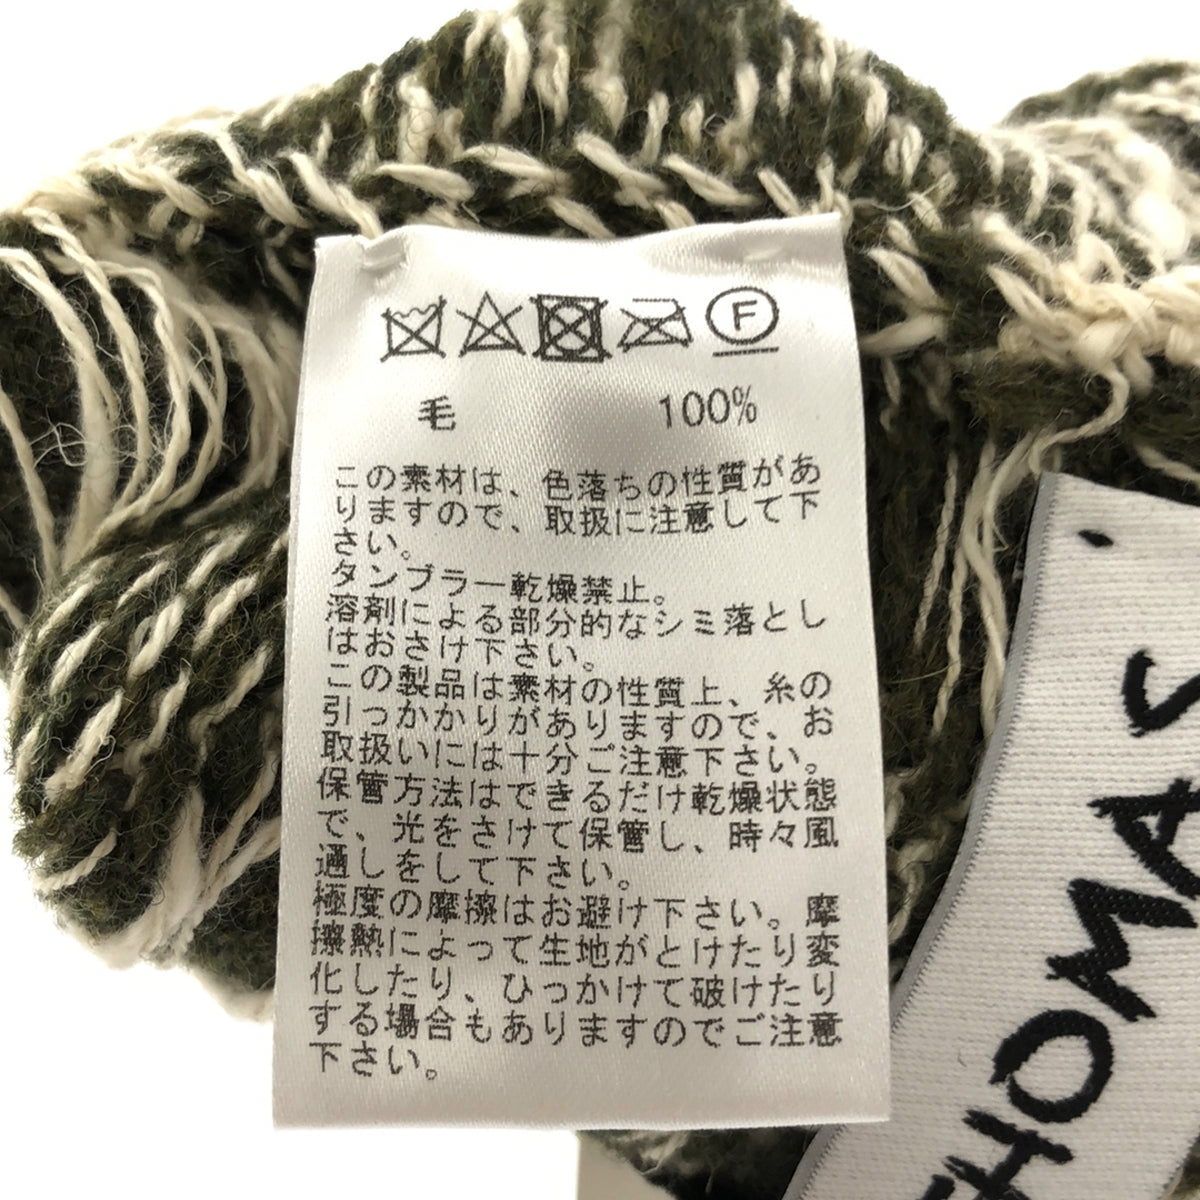 F
毛 100%
この素材は、色落ちの性質があ
りますので、取扱に注意して下
さい。
タンブラー乾燥禁止。
溶剤による部分的なシミ落とし
はおさけ下さい。
この製品は素材の性質上、糸の
引っかかりがありますので、お
取扱いには十分ご注意下さい。
保管方法はできるだけ乾燥状態
で、光をさけて保管し、時々風
通しをして下さい。
極度の摩擦はお避け下さい。摩
擦熱によって生地がとけたり変
化したり、ひっかけて破けたり
する場合もありますのでご注意
下さい。
HOMAS